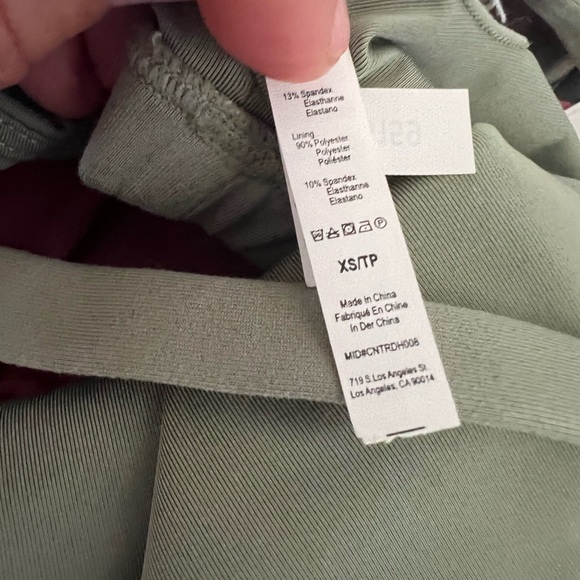 13% Spandex
Elasthanne
Elastano
Lining
90% Polyester
Polyester
Poliéster
10% Spandex
Elasthanne
Elastano
XS/TP
Made In China
Fabriqué En Chine
In Der China
MID#CNTRDH008
719 S.Los Angeles St.
Los Angeles, CA 90014